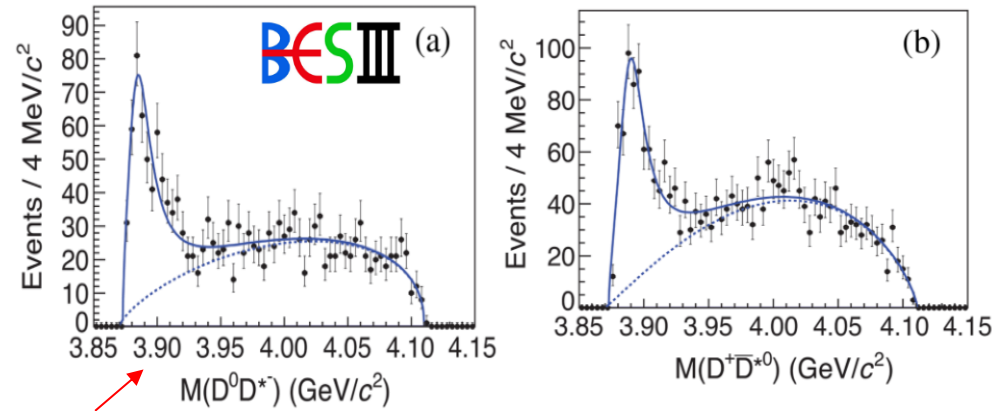 BESIII
(a)
Events / 4 MeV/c²
90
80
70
60
50
40
30
20
10
0
3.85 3.90 3.95 4.00 4.05 4.10 4.15
M(D⁰D*⁻) (GeV/c²)
(b)
Events / 4 MeV/c²
100
80
60
40
20
0
3.85 3.90 3.95 4.00 4.05 4.10 4.15
M(D⁺D̅*⁰) (GeV/c²)